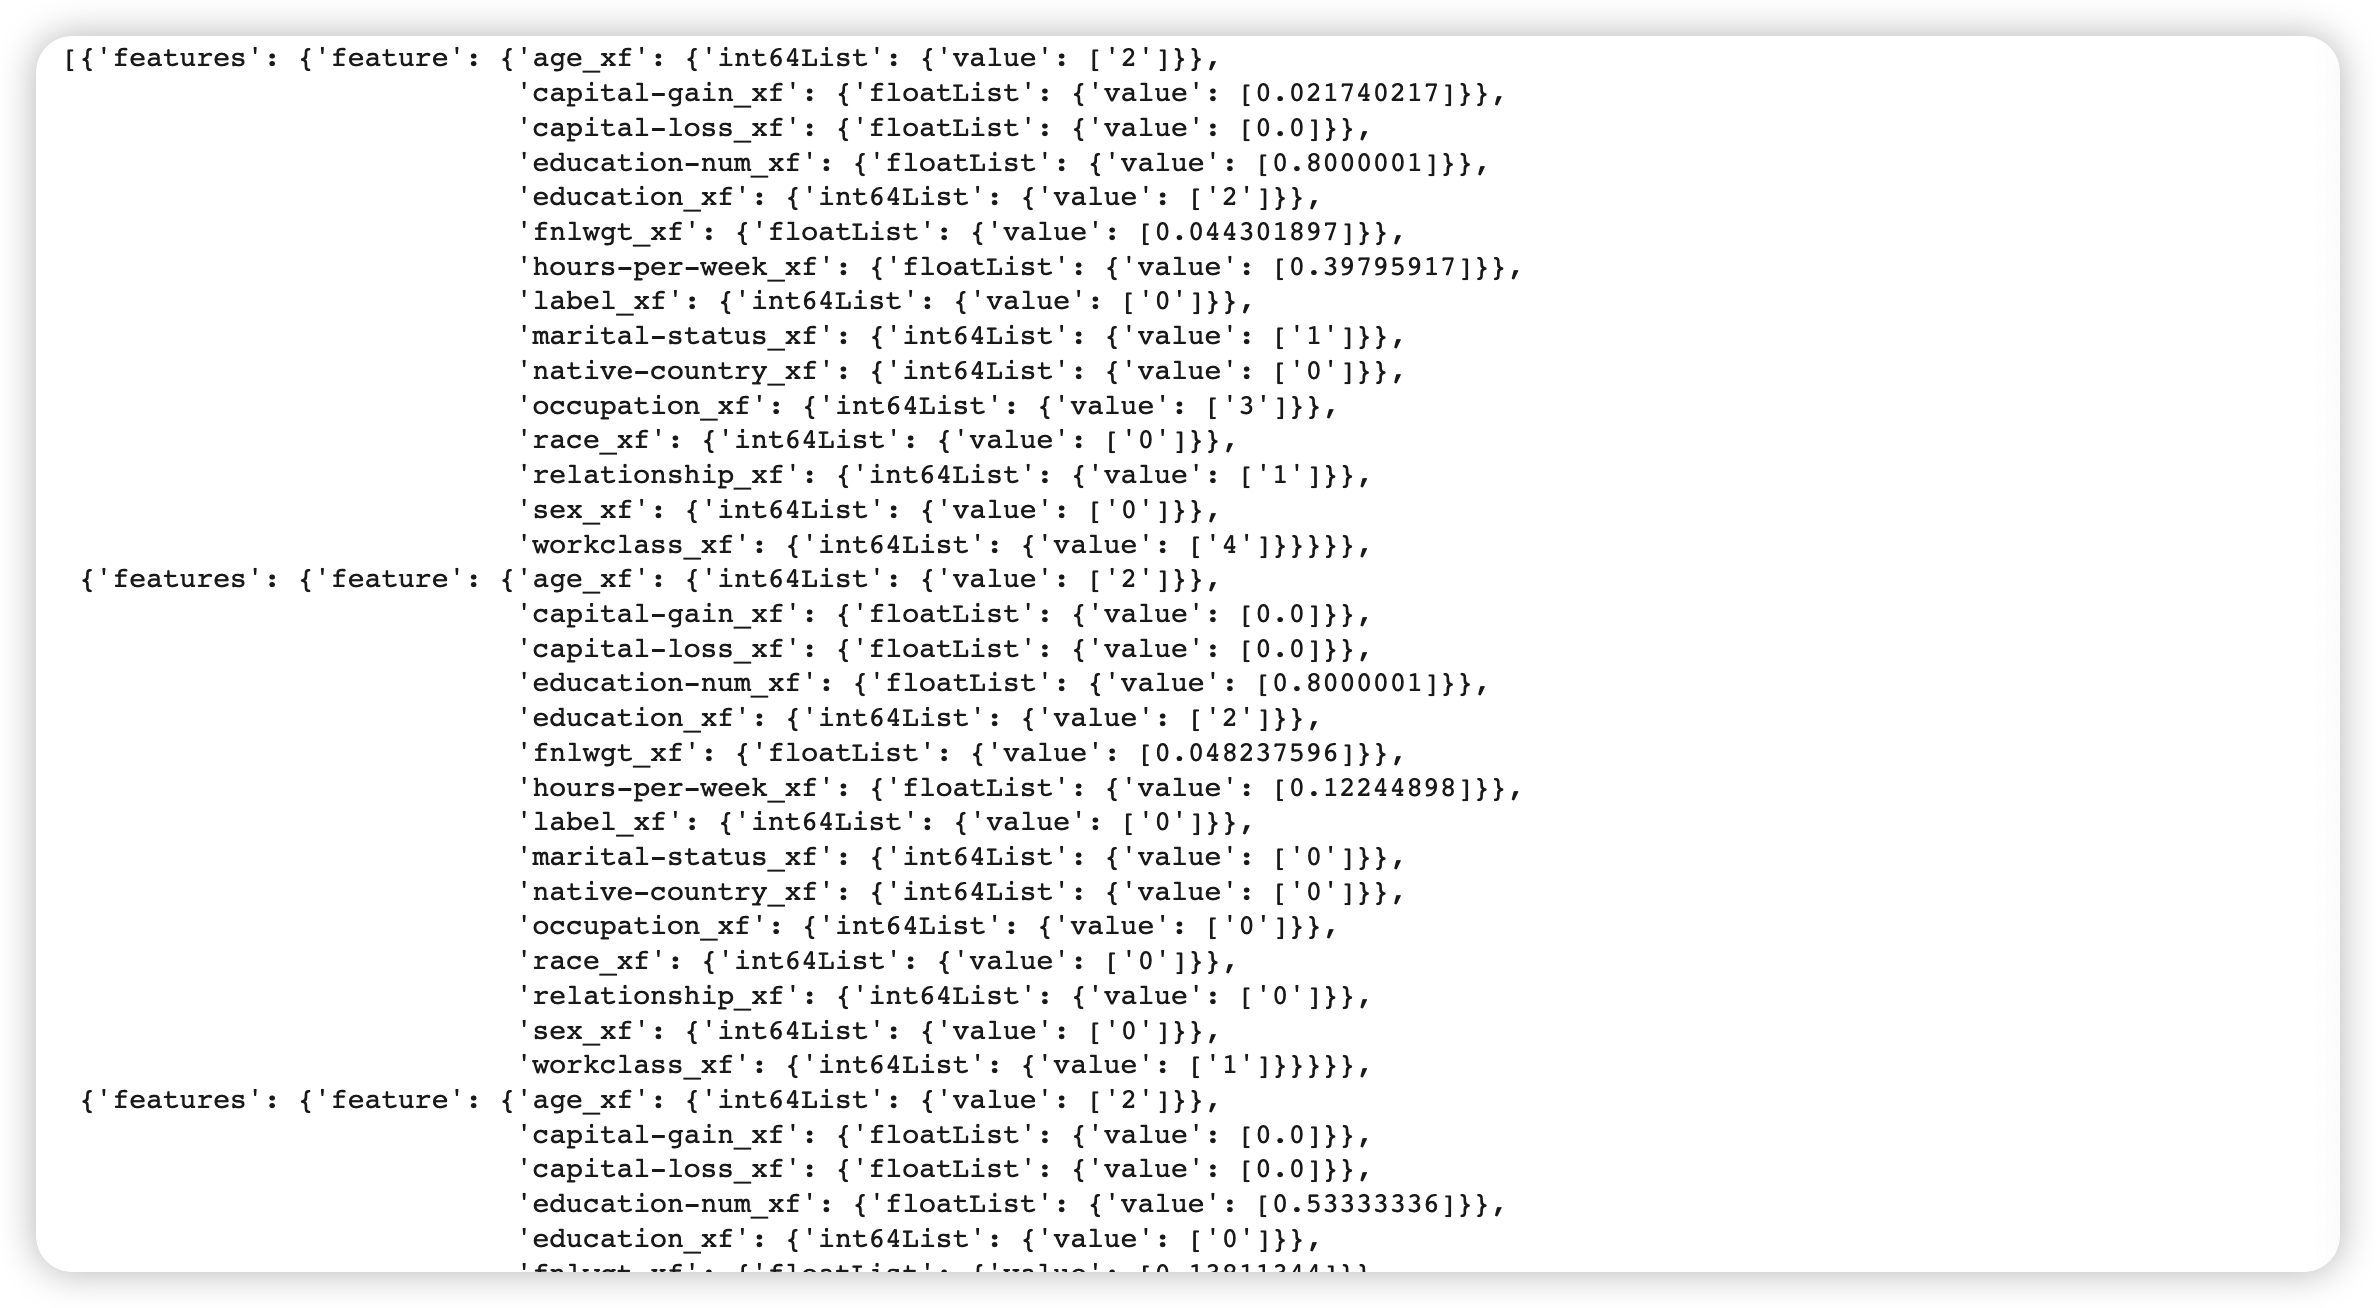 [{'features': {'feature': {'age_xf': {'int64List': {'value': ['2']}},
'capital-gain_xf': {'floatList': {'value': [0.021740217]}},
'capital-loss_xf': {'floatList': {'value': [0.0]}},
'education-num_xf': {'floatList': {'value': [0.8000001]}},
'education_xf': {'int64List': {'value': ['2']}},
'fnlwgt_xf': {'floatList': {'value': [0.044301897]}},
'hours-per-week_xf': {'floatList': {'value': [0.39795917]}},
'label_xf': {'int64List': {'value': ['0']}},
'marital-status_xf': {'int64List': {'value': ['1']}},
'native-country_xf': {'int64List': {'value': ['0']}},
'occupation_xf': {'int64List': {'value': ['3']}},
'race_xf': {'int64List': {'value': ['0']}},
'relationship_xf': {'int64List': {'value': ['1']}},
'sex_xf': {'int64List': {'value': ['0']}},
'workclass_xf': {'int64List': {'value': ['4']}}}}},
{'features': {'feature': {'age_xf': {'int64List': {'value': ['2']}},
'capital-gain_xf': {'floatList': {'value': [0.0]}},
'capital-loss_xf': {'floatList': {'value': [0.0]}},
'education-num_xf': {'floatList': {'value': [0.8000001]}},
'education_xf': {'int64List': {'value': ['2']}},
'fnlwgt_xf': {'floatList': {'value': [0.048237596]}},
'hours-per-week_xf': {'floatList': {'value': [0.12244898]}},
'label_xf': {'int64List': {'value': ['0']}},
'marital-status_xf': {'int64List': {'value': ['0']}},
'native-country_xf': {'int64List': {'value': ['0']}},
'occupation_xf': {'int64List': {'value': ['0']}},
'race_xf': {'int64List': {'value': ['0']}},
'relationship_xf': {'int64List': {'value': ['0']}},
'sex_xf': {'int64List': {'value': ['0']}},
'workclass_xf': {'int64List': {'value': ['1']}}}}},
{'features': {'feature': {'age_xf': {'int64List': {'value': ['2']}},
'capital-gain_xf': {'floatList': {'value': [0.0]}},
'capital-loss_xf': {'floatList': {'value': [0.0]}},
'education-num_xf': {'floatList': {'value': [0.53333336]}},
'education_xf': {'int64List': {'value': ['0']}},
'fnlwgt_xf': {'floatList': {'value':